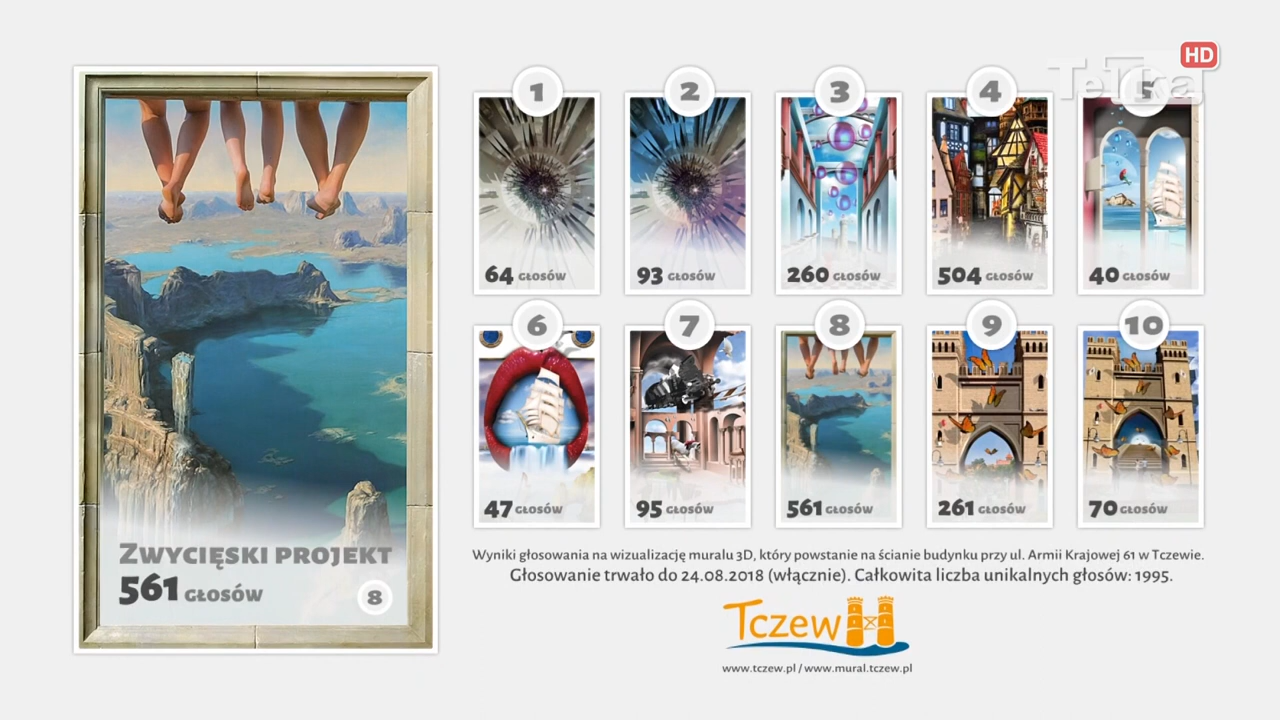 HD
Tetka
1
2
3
4
5
64 GŁOSÓW
93 GŁOSÓW
260 GŁOSÓW
504 GŁOSÓW
40 GŁOSÓW
6
7
8
9
10
47 GŁOSÓW
95 GŁOSÓW
561 GŁOSÓW
261 GŁOSÓW
70 GŁOSÓW
ZWYCIĘSKI PROJEKT
561 GŁOSÓW
8
Wyniki głosowania na wizualizację muralu 3D, który powstanie na ścianie budynku przy ul. Armii Krajowej 61 w Tczewie.
Głosowanie trwało do 24.08.2018 (włącznie). Całkowita liczba unikalnych głosów: 1995.
Tczew
www.tczew.pl / www.mural.tczew.pl